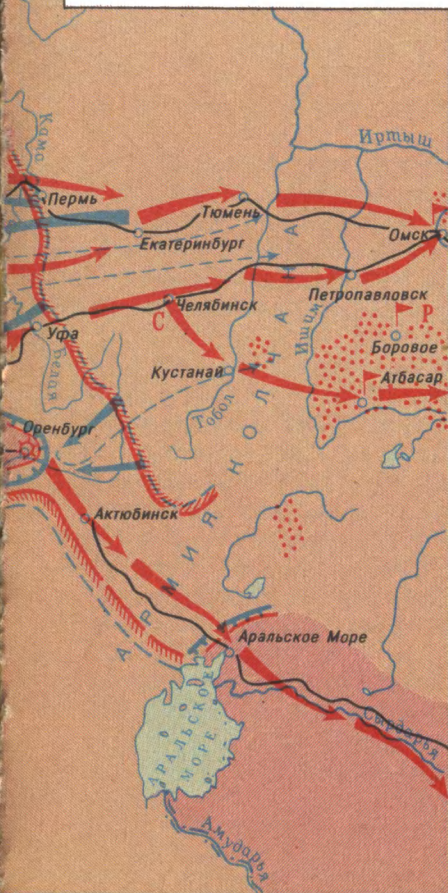 Кама
Иртыш
Пермь
Тюмень
Екатеринбург
Омск
Челябинск
С
Петропавловск
Р
Уфа
Белая
Ишим
Боровое
Кустанай
Атбасар
Тобол
Оренбург
Актюбинск
АРМИЯ КОЛЧАКА
Аральское Море
АРАЛЬСКОЕ
МОРЕ
Сырдарья
Амударья